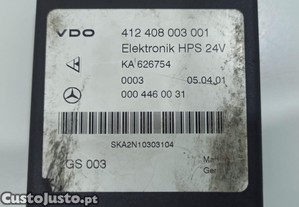 VDO 412 408 003 001
Elektronik HPS 24V
KA 626754
0003 05.04.01
000 446 00 31
SKA2N10303104
GS 003
Custojusto.pt